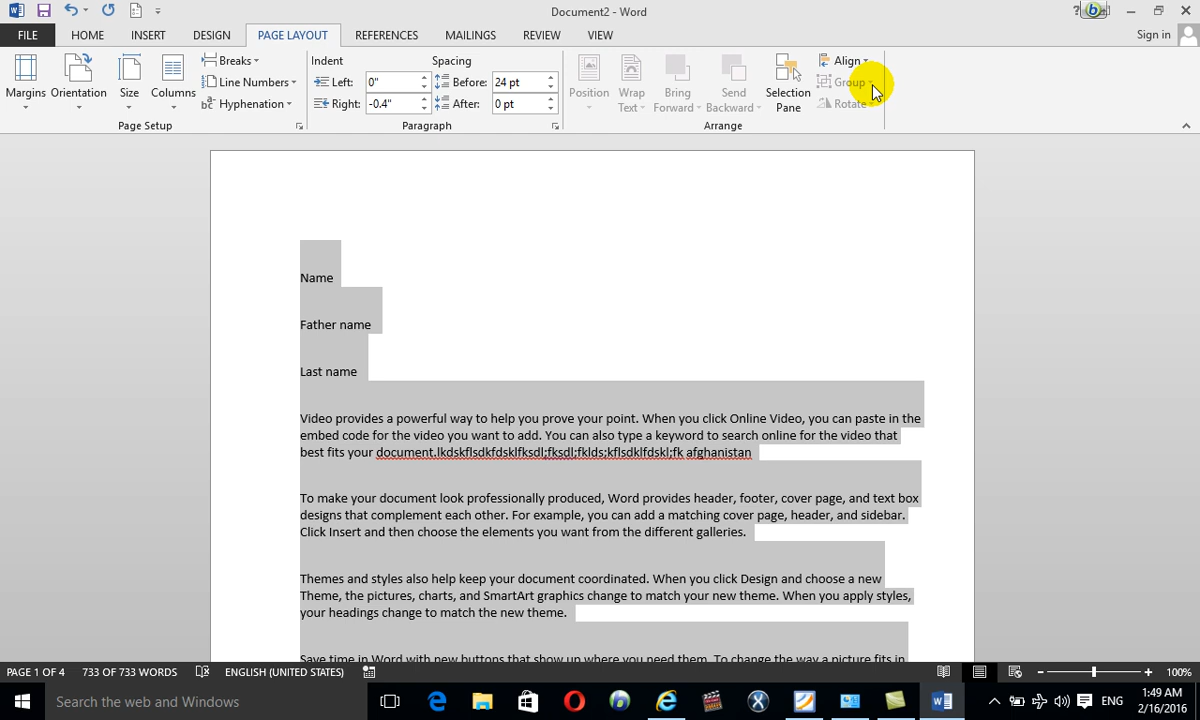 Document2 - Word
?
FILE HOME INSERT DESIGN PAGE LAYOUT REFERENCES MAILINGS REVIEW VIEW Sign in
Margins Orientation Size Columns
Breaks
Line Numbers
Hyphenation
Page Setup
Indent Spacing
Left: 0" Before: 24 pt
Right: -0.4" After: 0 pt
Paragraph
Position Wrap Text Bring Forward Send Backward Selection Pane
Align
Group
Rotate
Arrange
Name
Father name
Last name
Video provides a powerful way to help you prove your point. When you click Online Video, you can paste in the
embed code for the video you want to add. You can also type a keyword to search online for the video that
best fits your document.lkdskflsdkfdsklfksdl;fksdl;fklds;kflsdklfdskl;fk afghanistan
To make your document look professionally produced, Word provides header, footer, cover page, and text box
designs that complement each other. For example, you can add a matching cover page, header, and sidebar.
Click Insert and then choose the elements you want from the different galleries.
Themes and styles also help keep your document coordinated. When you click Design and choose a new
Theme, the pictures, charts, and SmartArt graphics change to match your new theme. When you apply styles,
your headings change to match the new theme.
Save time in Word with new buttons that show up where you need them. To change the way a picture fits in
PAGE 1 OF 4 733 OF 733 WORDS ENGLISH (UNITED STATES) 100%
Search the web and Windows
ENG
1:49 AM
2/16/2016